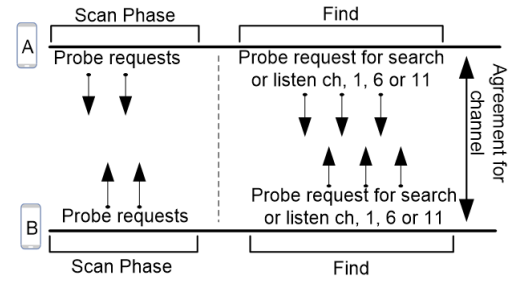 Scan Phase
Find
A
Probe requests
Probe request for search
or listen ch, 1, 6 or 11
Agreement for
channel
Probe request for search
or listen ch, 1, 6 or 11
B
Probe requests
Scan Phase
Find